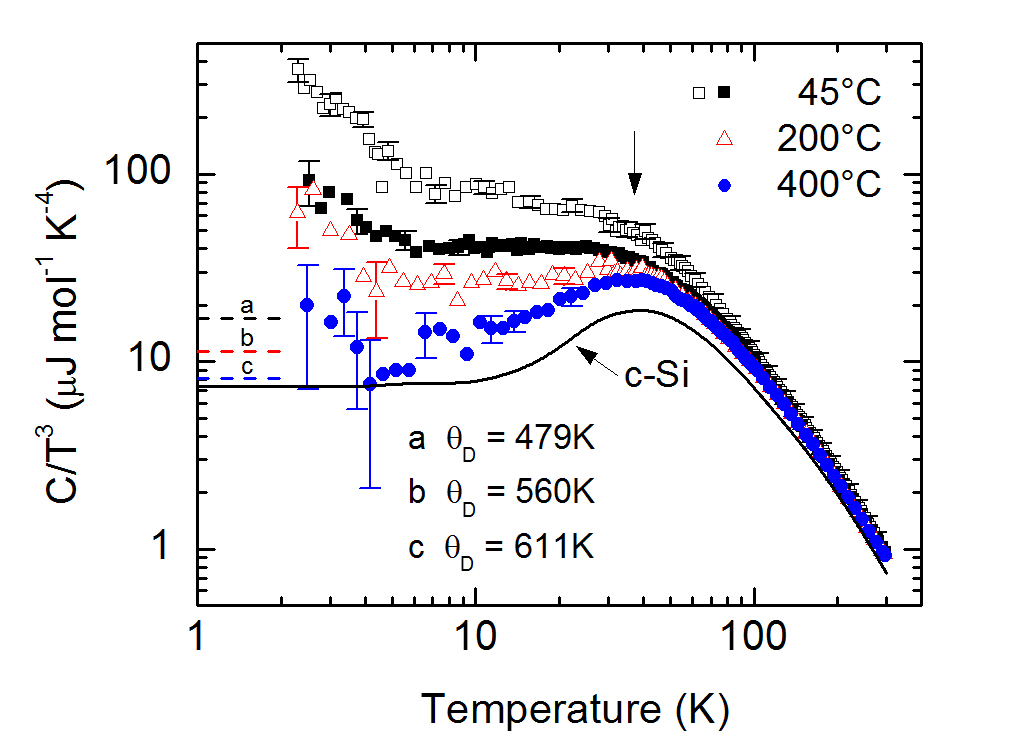 45°C
200°C
400°C
100
10
1
a
b
c
c-Si
a θD = 479K
b θD = 560K
c θD = 611K
1
10
100
C/T³ (μJ mol⁻¹ K⁻⁴)
Temperature (K)